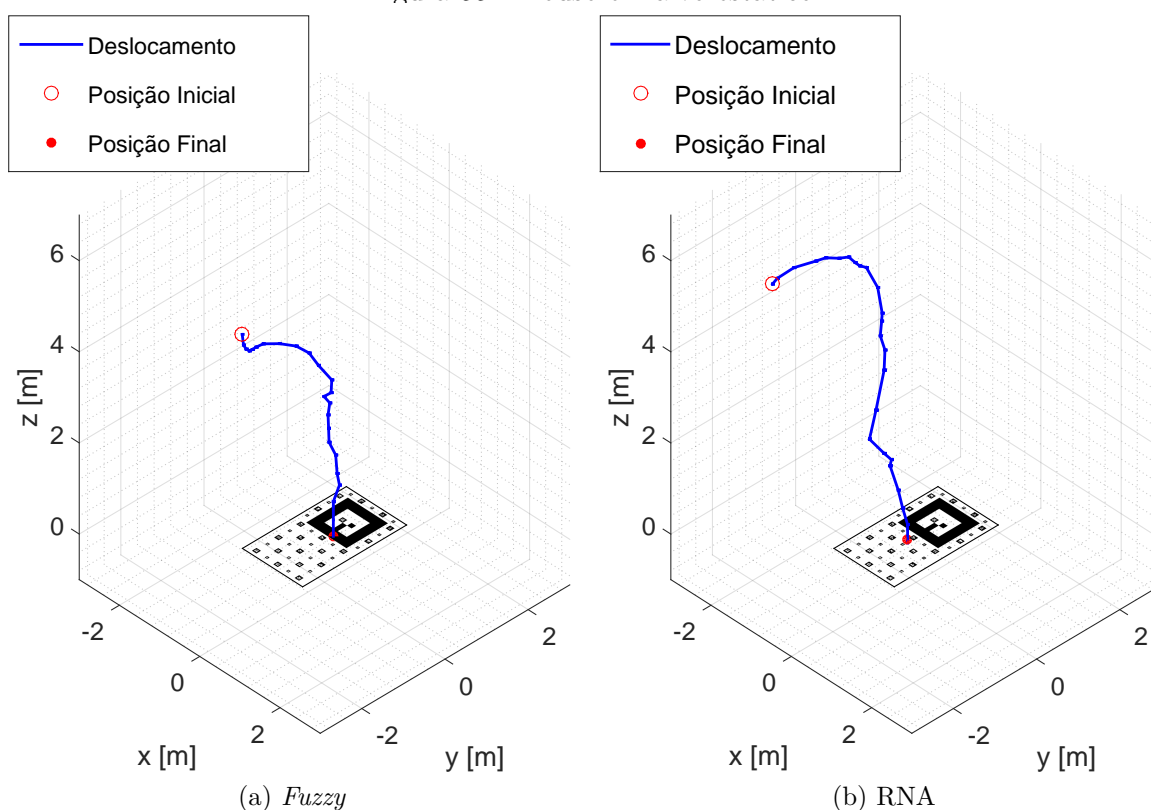 Deslocamento
Posição Inicial
Posição Final
6
4
2
0
z [m]
-2
0
2
x [m]
-2
0
2
y [m]
(a) Fuzzy
Deslocamento
Posição Inicial
Posição Final
6
4
2
0
z [m]
-2
0
2
x [m]
-2
0
2
y [m]
(b) RNA